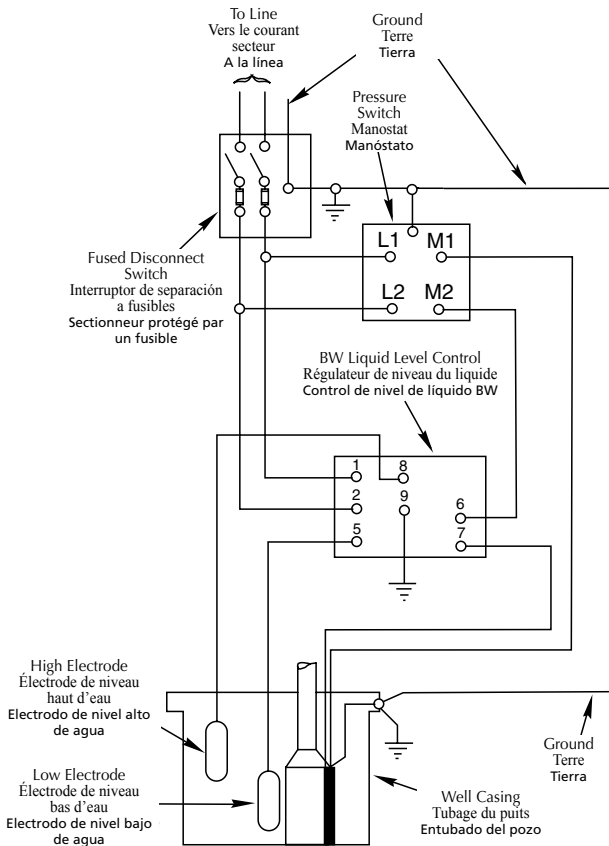 To Line
Vers le courant
secteur
A la línea
Ground
Terre
Tierra
Pressure
Switch
Manostat
Manóstato
L1
M1
L2
M2
Fused Disconnect
Switch
Interruptor de separación
a fusibles
Sectionneur protégé par
un fusible
BW Liquid Level Control
Régulateur de niveau du liquide
Control de nivel de líquido BW
1
8
2
9
6
5
7
High Electrode
Électrode de niveau
haut d'eau
Electrodo de nivel alto
de agua
Low Electrode
Électrode de niveau
bas d'eau
Electrodo de nivel bajo
de agua
Ground
Terre
Tierra
Well Casing
Tubage du puits
Entubado del pozo